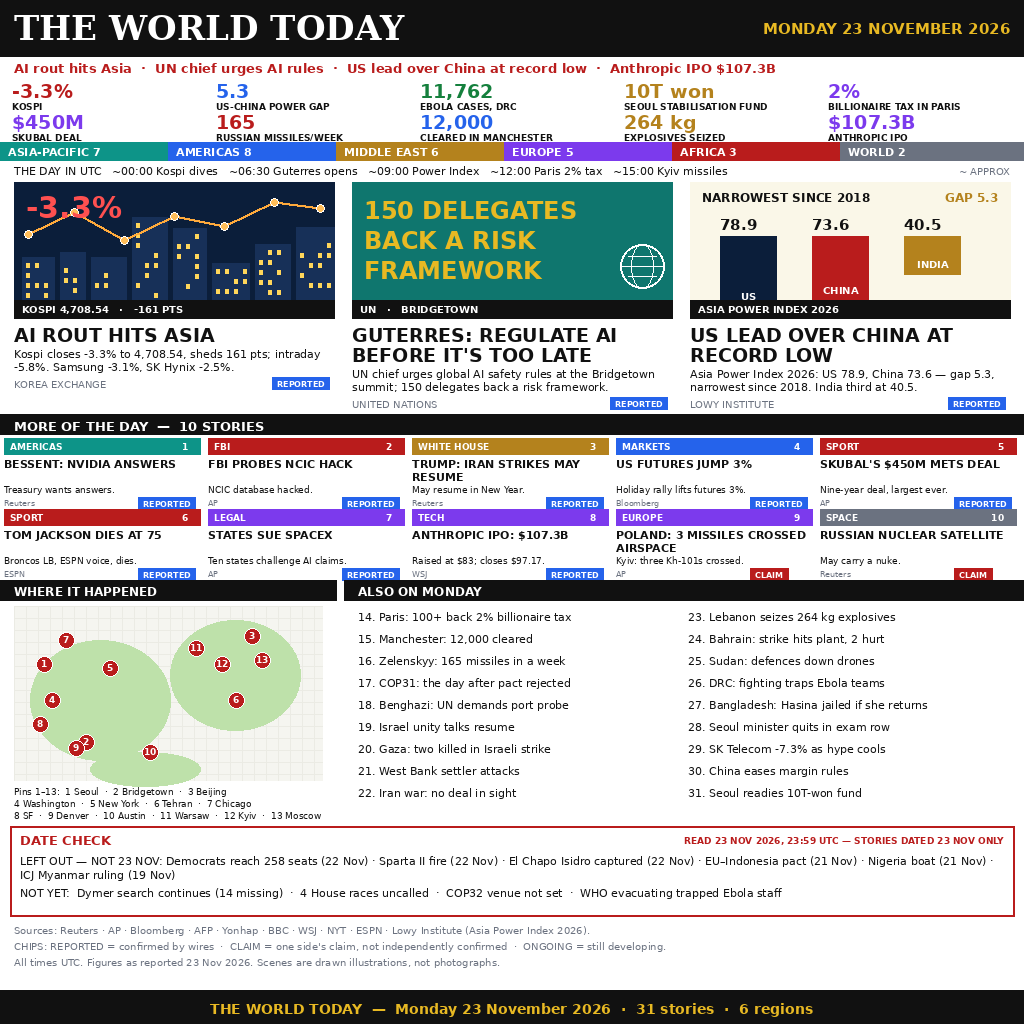 THE WORLD TODAY
MONDAY 23 NOVEMBER 2026
AI rout hits Asia · UN chief urges AI rules · US lead over China at record low · Anthropic IPO $107.3B
-3.3%
KOSPI
5.3
US-CHINA POWER GAP
11,762
EBOLA CASES, DRC
10T won
SEOUL STABILISATION FUND
2%
BILLIONAIRE TAX IN PARIS
$450M
SKUBAL DEAL
165
RUSSIAN MISSILES/WEEK
12,000
CLEARED IN MANCHESTER
264 kg
EXPLOSIVES SEIZED
$107.3B
ANTHROPIC IPO
ASIA-PACIFIC 7
AMERICAS 8
MIDDLE EAST 6
EUROPE 5
AFRICA 3
WORLD 2
THE DAY IN UTC ~00:00 Kospi dives ~06:30 Guterres opens ~09:00 Power Index ~12:00 Paris 2% tax ~15:00 Kyiv missiles
~ APPROX
-3.3%
KOSPI 4,708.54 · -161 PTS
AI ROUT HITS ASIA
Kospi closes -3.3% to 4,708.54, sheds 161 pts; intraday
-5.8%. Samsung -3.1%, SK Hynix -2.5%.
KOREA EXCHANGE
REPORTED
150 DELEGATES
BACK A RISK
FRAMEWORK
UN · BRIDGETOWN
GUTERRES: REGULATE AI
BEFORE IT'S TOO LATE
UN chief urges global AI safety rules at the Bridgetown
summit; 150 delegates back a risk framework.
UNITED NATIONS
REPORTED
NARROWEST SINCE 2018
GAP 5.3
78.9
73.6
40.5
US
CHINA
INDIA
ASIA POWER INDEX 2026
US LEAD OVER CHINA AT
RECORD LOW
Asia Power Index 2026: US 78.9, China 73.6 — gap 5.3,
narrowest since 2018. India third at 40.5.
LOWY INSTITUTE
REPORTED
MORE OF THE DAY — 10 STORIES
AMERICAS 1
BESSENT: NVIDIA ANSWERS
Treasury wants answers.
Reuters
REPORTED
FBI 2
FBI PROBES NCIC HACK
NCIC database hacked.
AP
REPORTED
WHITE HOUSE 3
TRUMP: IRAN STRIKES MAY
RESUME
May resume in New Year.
Reuters
REPORTED
MARKETS 4
US FUTURES JUMP 3%
Holiday rally lifts futures 3%.
Bloomberg
REPORTED
SPORT 5
SKUBAL'S $450M METS DEAL
Nine-year deal, largest ever.
AP
REPORTED
SPORT 6
TOM JACKSON DIES AT 75
Broncos LB, ESPN voice, dies.
ESPN
REPORTED
LEGAL 7
STATES SUE SPACEX
Ten states challenge AI claims.
AP
REPORTED
TECH 8
ANTHROPIC IPO: $107.3B
Raised at $83; closes $97.17.
WSJ
REPORTED
EUROPE 9
POLAND: 3 MISSILES CROSSED
AIRSPACE
Kyiv: three Kh-101s crossed.
AP
CLAIM
SPACE 10
RUSSIAN NUCLEAR SATELLITE
May carry a nuke.
Reuters
CLAIM
WHERE IT HAPPENED
7
1
5
4
8
9
2
10
11
3
12
13
6
Pins 1–13: 1 Seoul · 2 Bridgetown · 3 Beijing
4 Washington · 5 New York · 6 Tehran · 7 Chicago
8 SF · 9 Denver · 10 Austin · 11 Warsaw · 12 Kyiv · 13 Moscow
ALSO ON MONDAY
14. Paris: 100+ back 2% billionaire tax
15. Manchester: 12,000 cleared
16. Zelenskyy: 165 missiles in a week
17. COP31: the day after pact rejected
18. Benghazi: UN demands port probe
19. Israel unity talks resume
20. Gaza: two killed in Israeli strike
21. West Bank settler attacks
22. Iran war: no deal in sight
23. Lebanon seizes 264 kg explosives
24. Bahrain: strike hits plant, 2 hurt
25. Sudan: defences down drones
26. DRC: fighting traps Ebola teams
27. Bangladesh: Hasina jailed if she returns
28. Seoul minister quits in exam row
29. SK Telecom -7.3% as hype cools
30. China eases margin rules
31. Seoul readies 10T-won fund
DATE CHECK
READ 23 NOV 2026, 23:59 UTC — STORIES DATED 23 NOV ONLY
LEFT OUT — NOT 23 NOV: Democrats reach 258 seats (22 Nov) · Sparta II fire (22 Nov) · El Chapo Isidro captured (22 Nov) · EU–Indonesia pact (21 Nov) · Nigeria boat (21 Nov) ·
ICJ Myanmar ruling (19 Nov)
NOT YET: Dymer search continues (14 missing) · 4 House races uncalled · COP32 venue not set · WHO evacuating trapped Ebola staff
Sources: Reuters · AP · Bloomberg · AFP · Yonhap · BBC · WSJ · NYT · ESPN · Lowy Institute (Asia Power Index 2026).
CHIPS: REPORTED = confirmed by wires · CLAIM = one side's claim, not independently confirmed · ONGOING = still developing.
All times UTC. Figures as reported 23 Nov 2026. Scenes are drawn illustrations, not photographs.
THE WORLD TODAY — Monday 23 November 2026 · 31 stories · 6 regions